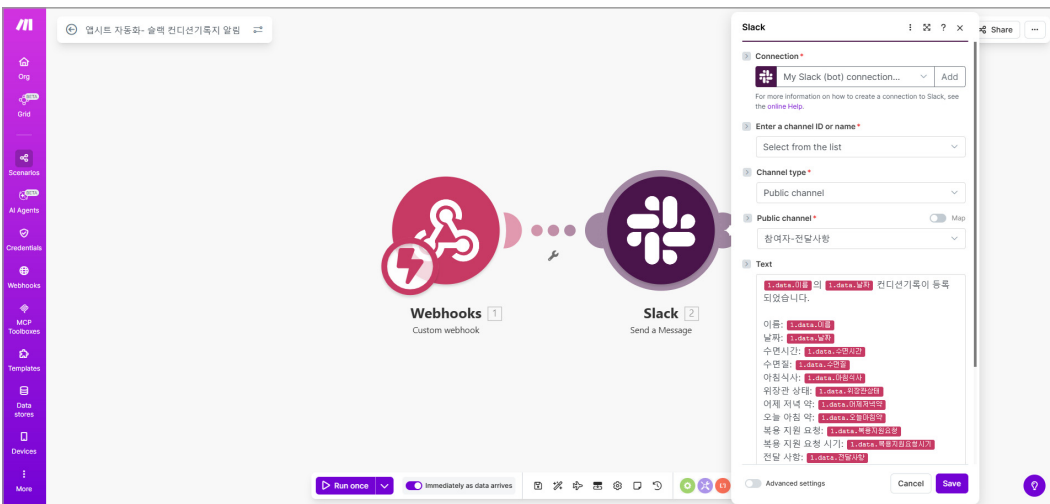 앱시트 자동화- 슬랙 컨디션기록지 알림
Share
Org
BETA
Grid
Scenarios
BETA
AI Agents
Credentials
Webhooks
MCP
Toolboxes
Templates
Data
stores
Devices
More
Webhooks 1
Custom webhook
Slack 2
Send a Message
Run once
Immediately as data arrives
LT
Slack
?
Connection *
My Slack (bot) connection...
Add
For more information on how to create a connection to Slack, see
the online Help.
Enter a channel ID or name *
Select from the list
Channel type *
Public channel
Public channel *
Map
참여자-전달사항
Text
1.data.이름 의 1.data.날짜 컨디션기록이 등록
되었습니다.
이름: 1.data.이름
날짜: 1.data.날짜
수면시간: 1.data.수면시간
수면질: 1.data.수면질
아침식사: 1.data.아침식사
위장관 상태: 1.data.위장관상태
어제 저녁 약: 1.data.어제저녁약
오늘 아침 약: 1.data.오늘아침약
복용 지원 요청: 1.data.복용지원요청
복용 지원 요청 시기: 1.data.복용지원요청시기
전달 사항: 1.data.전달사항
Advanced settings
Cancel
Save